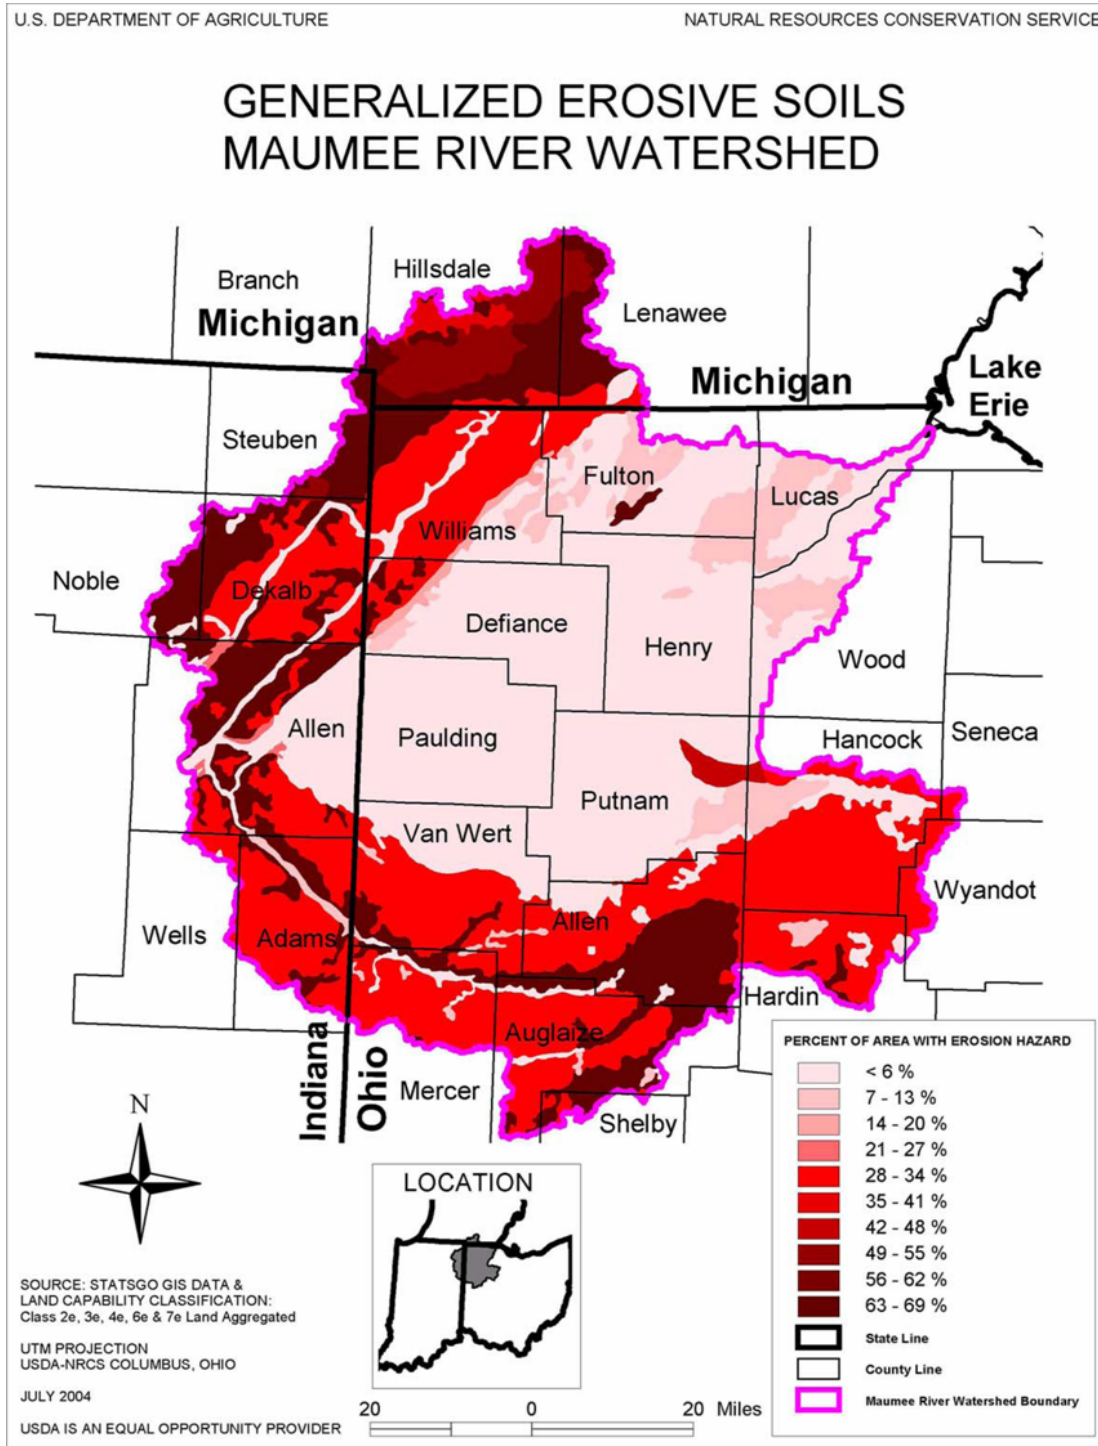 U.S. DEPARTMENT OF AGRICULTURE
NATURAL RESOURCES CONSERVATION SERVICE
GENERALIZED EROSIVE SOILS
MAUMEE RIVER WATERSHED
Branch
Hillsdale
Lenawee
Michigan
Michigan
Lake
Erie
Steuben
Fulton
Lucas
Williams
Noble
Dekalb
Defiance
Henry
Wood
Allen
Paulding
Hancock
Seneca
Putnam
Van Wert
Wyandot
Wells
Adams
Allen
Hardin
Auglaize
Indiana
Ohio
Mercer
Shelby
PERCENT OF AREA WITH EROSION HAZARD
< 6 %
7 - 13 %
14 - 20 %
21 - 27 %
28 - 34 %
35 - 41 %
42 - 48 %
49 - 55 %
56 - 62 %
63 - 69 %
State Line
County Line
Maumee River Watershed Boundary
N
LOCATION
SOURCE: STATSGO GIS DATA &
LAND CAPABILITY CLASSIFICATION:
Class 2e, 3e, 4e, 6e & 7e Land Aggregated
UTM PROJECTION
USDA-NRCS COLUMBUS, OHIO
JULY 2004
USDA IS AN EQUAL OPPORTUNITY PROVIDER
20 0 20 Miles